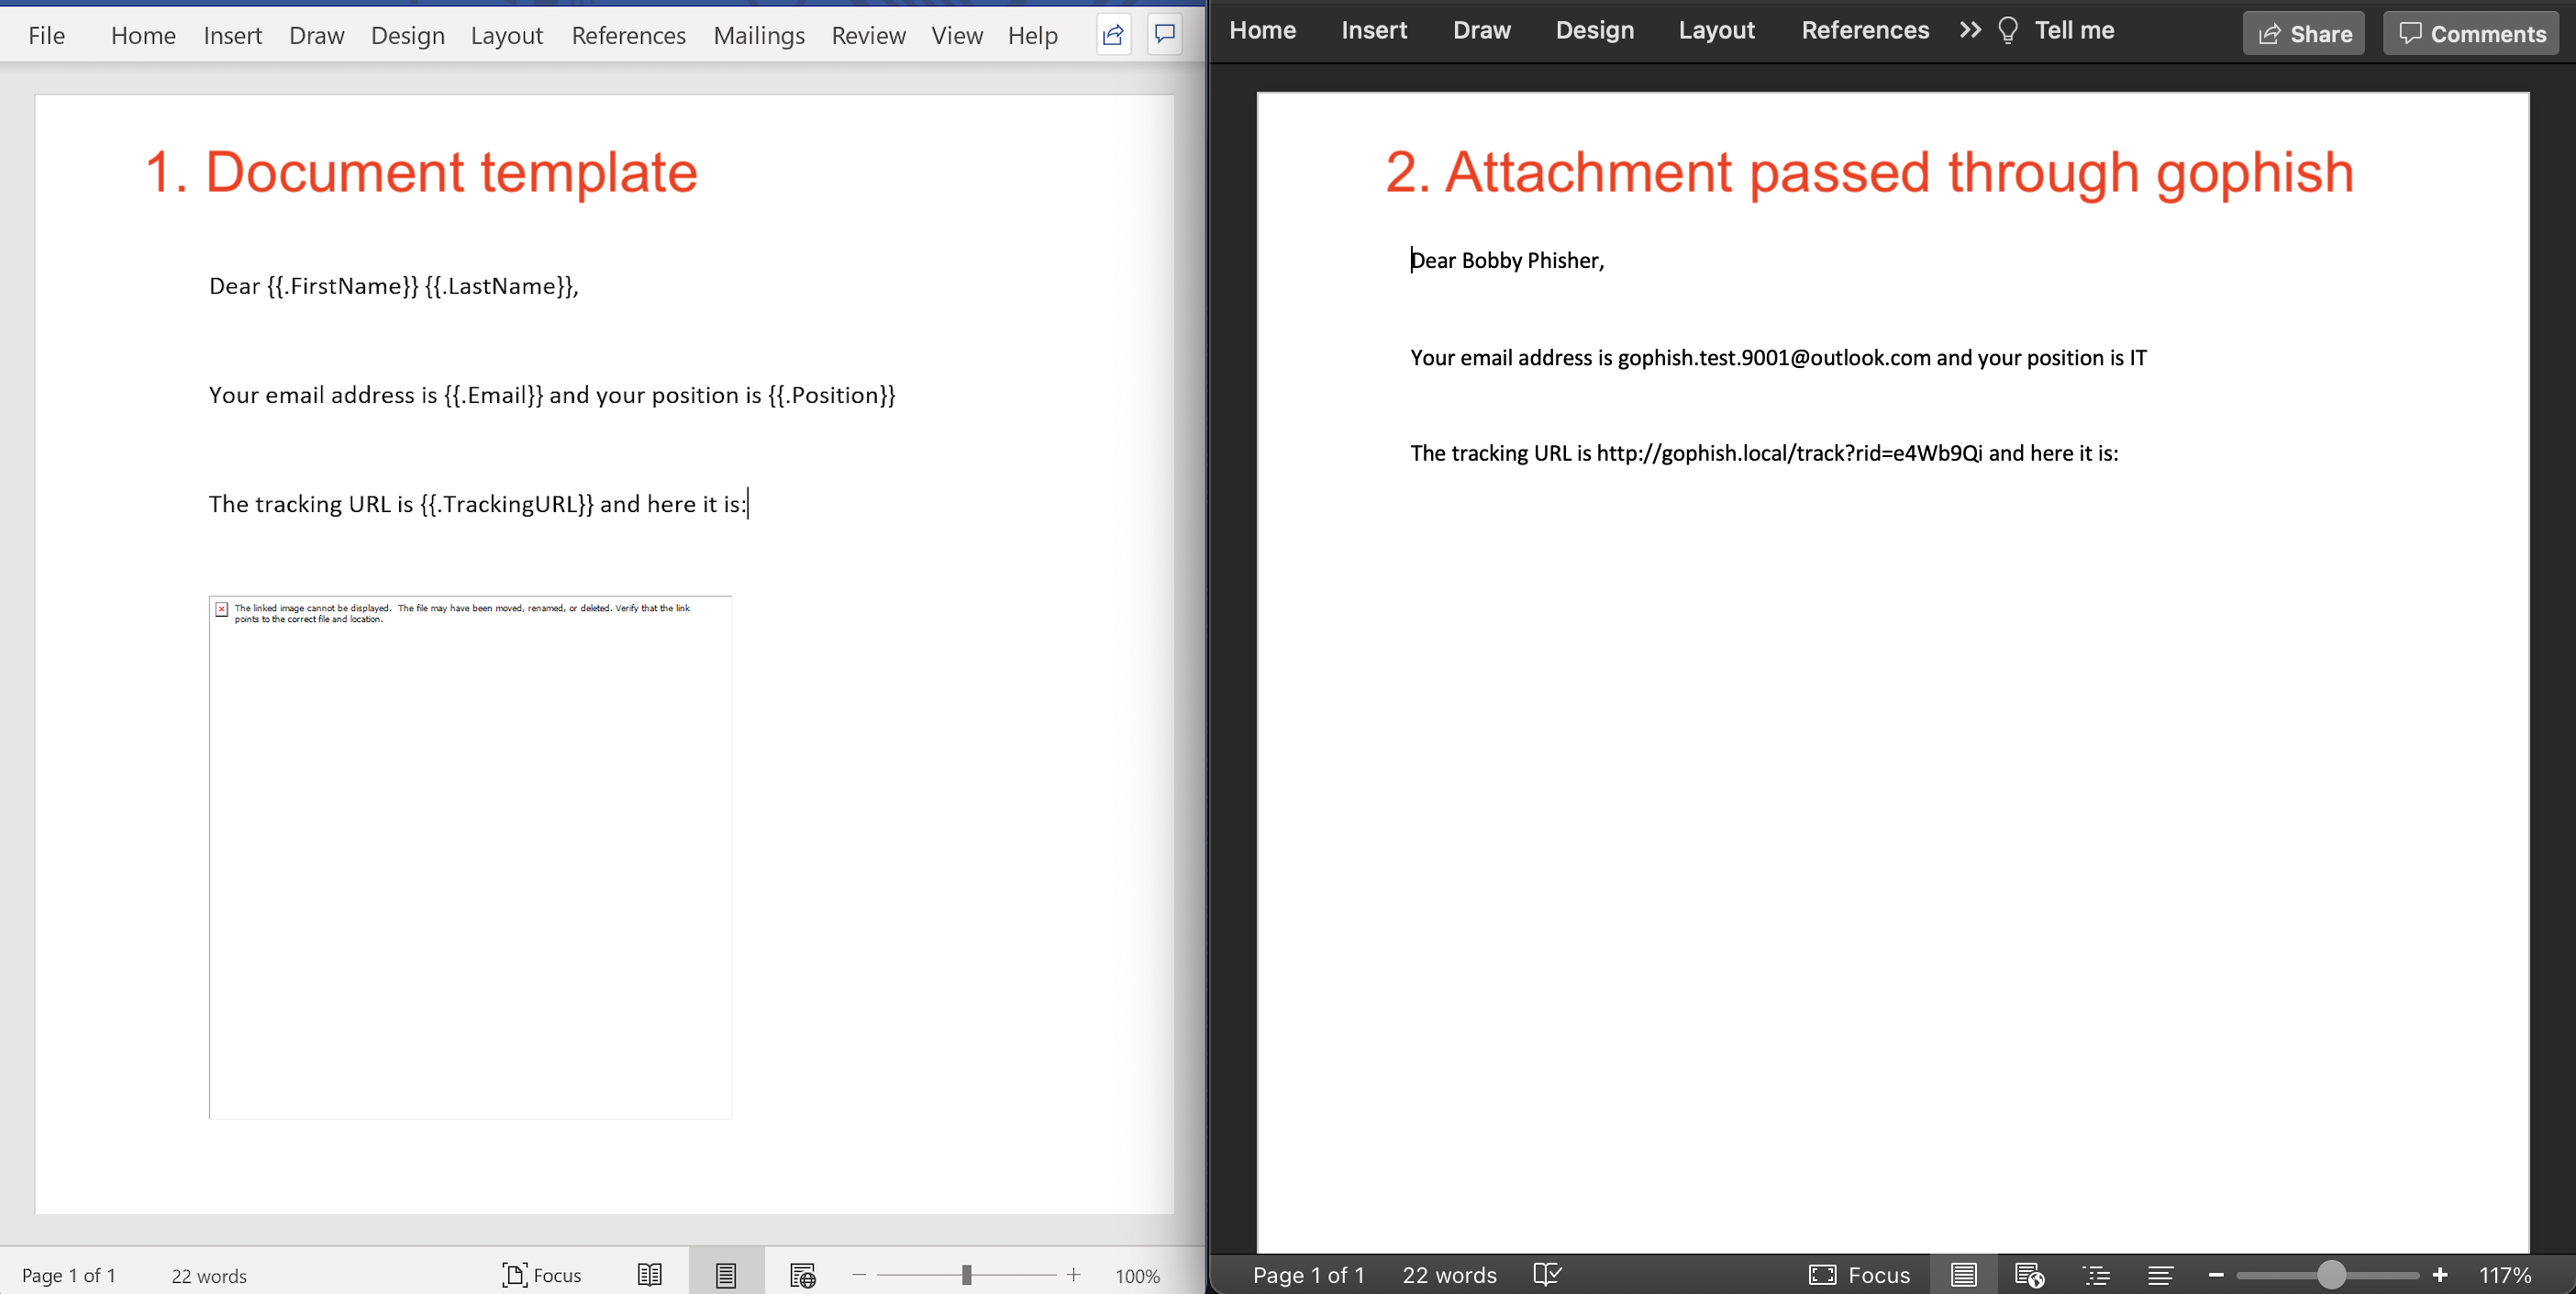 File Home Insert Draw Design Layout References Mailings Review View Help
1. Document template
Dear {{.FirstName}} {{.LastName}},
Your email address is {{.Email}} and your position is {{.Position}}
The tracking URL is {{.TrackingURL}} and here it is:
The linked image cannot be displayed. The file may have been moved, renamed, or deleted. Verify that the link
points to the correct file and location.
Page 1 of 1 22 words Focus 100%
Home Insert Draw Design Layout References >> Tell me Share Comments
2. Attachment passed through gophish
Dear Bobby Phisher,
Your email address is gophish.test.9001@outlook.com and your position is IT
The tracking URL is http://gophish.local/track?rid=e4Wb9Qi and here it is:
Page 1 of 1 22 words Focus 117%